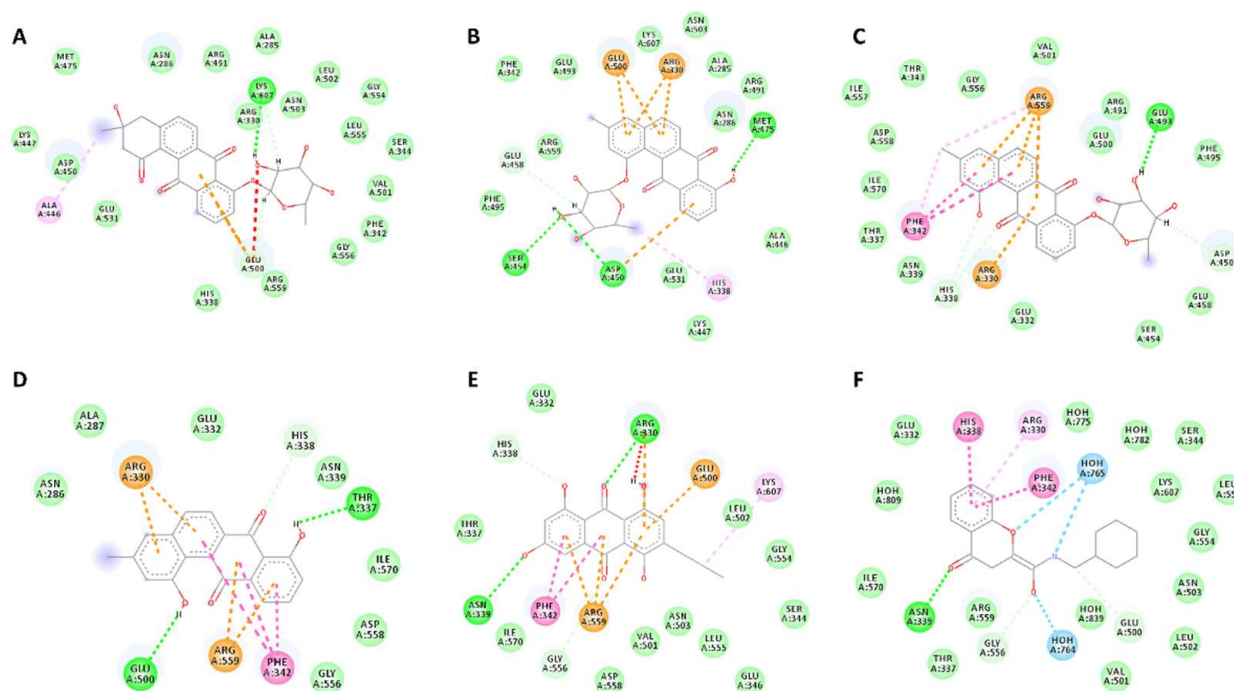 A
MET
A:475
ASN
A:286
ARG
A:491
ALA
A:285
LYS
A:607
LEU
A:502
GLY
A:554
ARG
A:330
ASN
A:503
LEU
A:555
SER
A:344
LYS
A:447
ASP
A:450
VAL
A:501
ALA
A:446
GLU
A:531
PHE
A:342
GLY
A:556
GLU
A:500
ARG
A:559
HIS
A:338
H
O
B
ASN
A:503
LYS
A:607
GLU
A:500
ARG
A:330
PHE
A:342
GLU
A:493
ALA
A:285
ARG
A:491
ASN
A:286
MET
A:475
GLU
A:458
ARG
A:559
PHE
A:495
SER
A:454
ASP
A:450
GLU
A:531
ALA
A:446
HIS
A:338
LYS
A:447
C
VAL
A:501
THR
A:343
GLY
A:556
ARG
A:559
ILE
A:557
ARG
A:491
GLU
A:493
ASP
A:558
GLU
A:500
PHE
A:495
ILE
A:570
PHE
A:342
THR
A:337
ASP
A:450
ASN
A:339
HIS
A:338
ARG
A:330
GLU
A:332
GLU
A:458
SER
A:454
D
ALA
A:287
GLU
A:332
HIS
A:338
ARG
A:330
ASN
A:339
ASN
A:286
THR
A:337
ILE
A:570
ASP
A:558
GLU
A:500
ARG
A:559
PHE
A:342
GLY
A:556
E
GLU
A:332
ARG
A:330
HIS
A:338
GLU
A:500
LYS
A:607
LEU
A:502
THR
A:337
GLY
A:554
ASN
A:339
PHE
A:342
ARG
A:559
ILE
A:570
ASN
A:503
SER
A:344
GLY
A:556
VAL
A:501
LEU
A:555
ASP
A:558
GLU
A:346
F
GLU
A:332
HIS
A:338
ARG
A:330
HOH
A:775
HOH
A:782
SER
A:344
PHE
A:342
HOH
A:765
HOH
A:809
LYS
A:607
GLY
A:554
ILE
A:570
ASN
A:503
ASN
A:339
ARG
A:559
HOH
A:839
GLU
A:500
THR
A:337
GLY
A:556
HOH
A:764
LEU
A:502
VAL
A:501